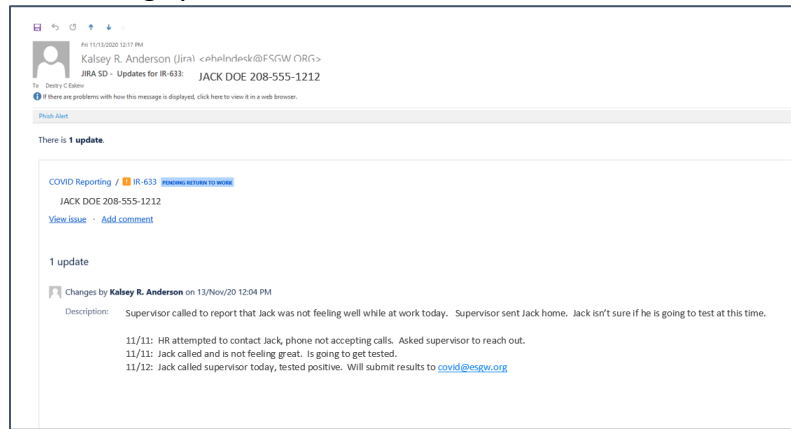 Fri 11/13/2020 12:17 PM
Kalsey R. Anderson (Jira) <ehelpdesk@ESGW.ORG>
JIRA SD - Updates for IR-633: JACK DOE 208-555-1212
To Destry C Eskew
If there are problems with how this message is displayed, click here to view it in a web browser.
Phish Alert
There is 1 update.
COVID Reporting / IR-633 PENDING RETURN TO WORK
JACK DOE 208-555-1212
View issue · Add comment
1 update
Changes by Kalsey R. Anderson on 13/Nov/20 12:04 PM
Description: Supervisor called to report that Jack was not feeling well while at work today. Supervisor sent Jack home. Jack isn't sure if he is going to test at this time.
11/11: HR attempted to contact Jack, phone not accepting calls. Asked supervisor to reach out.
11/11: Jack called and is not feeling great. Is going to get tested.
11/12: Jack called supervisor today, tested positive. Will submit results to covid@esgw.org